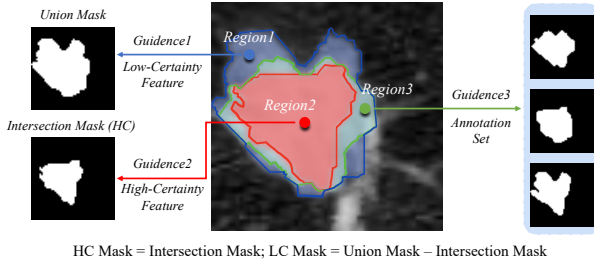 Union Mask
Guidence1
Low-Certainty
Feature
Intersection Mask (HC)
Guidence2
High-Certainty
Feature
Region1
Region2
Region3
Guidence3
Annotation
Set
HC Mask = Intersection Mask; LC Mask = Union Mask – Intersection Mask